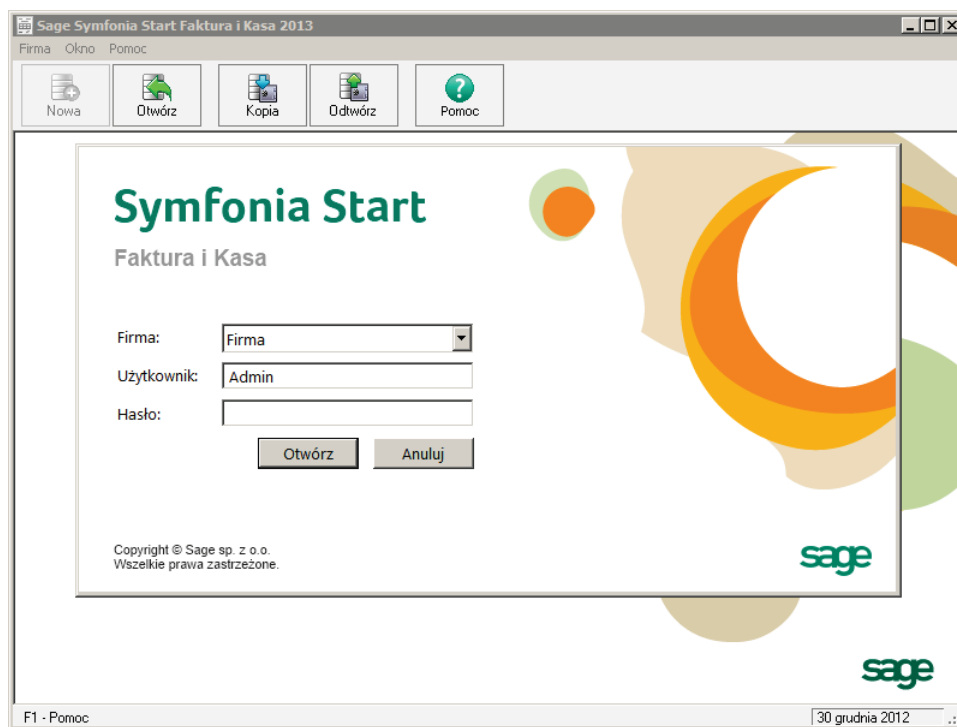 Sage Symfonia Start Faktura i Kasa 2013
Firma Okno Pomoc
Nowa Otwórz Kopia Odtwórz Pomoc
Symfonia Start
Faktura i Kasa
Firma: Firma
Użytkownik: Admin
Hasło:
Otwórz Anuluj
Copyright © Sage sp. z o.o.
Wszelkie prawa zastrzeżone.
sage
sage
F1 - Pomoc 30 grudnia 2012